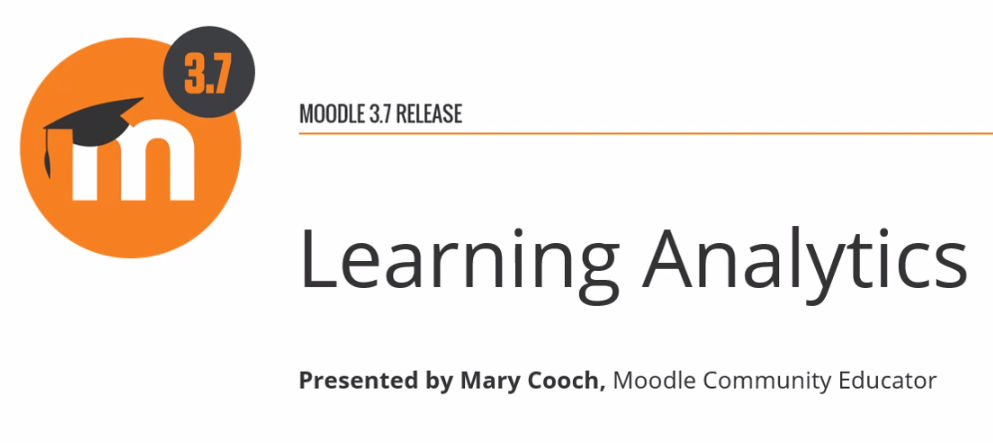 3.7
m
MOODLE 3.7 RELEASE
Learning Analytics
Presented by Mary Cooch, Moodle Community Educator